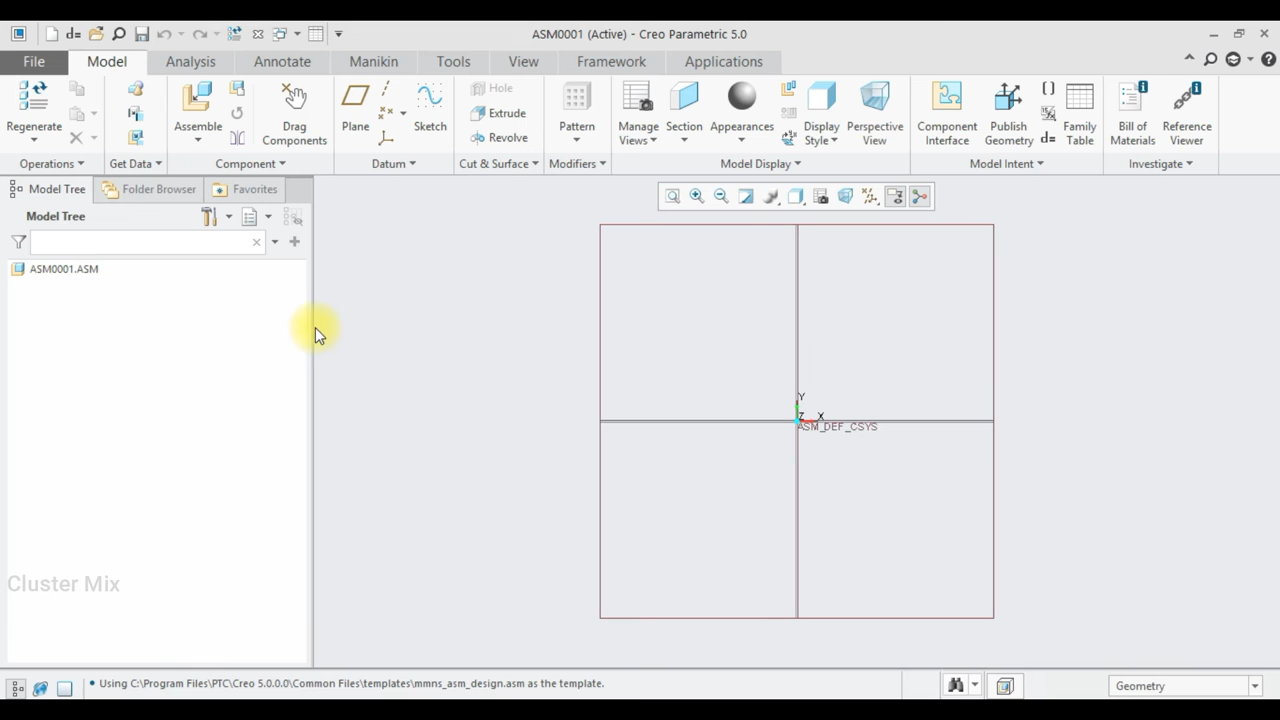 ASM0001 (Active) - Creo Parametric 5.0
File Model Analysis Annotate Manikin Tools View Framework Applications
Regenerate
Operations
Get Data
Assemble
Drag
Components
Component
Plane
Sketch
Datum
Hole
Extrude
Revolve
Cut & Surface
Pattern
Modifiers
Manage
Views
Section
Appearances
Display
Style
Perspective
View
Model Display
Component
Interface
Publish
Geometry
d=
Family
Table
Model Intent
Bill of
Materials
Reference
Viewer
Investigate
Model Tree Folder Browser Favorites
Model Tree
ASM0001.ASM
Y
Z X
ASM_DEF_CSYS
Cluster Mix
• Using C:\Program Files\PTC\Creo 5.0.0.0\Common Files\templates\mmns_asm_design.asm as the template.
Geometry